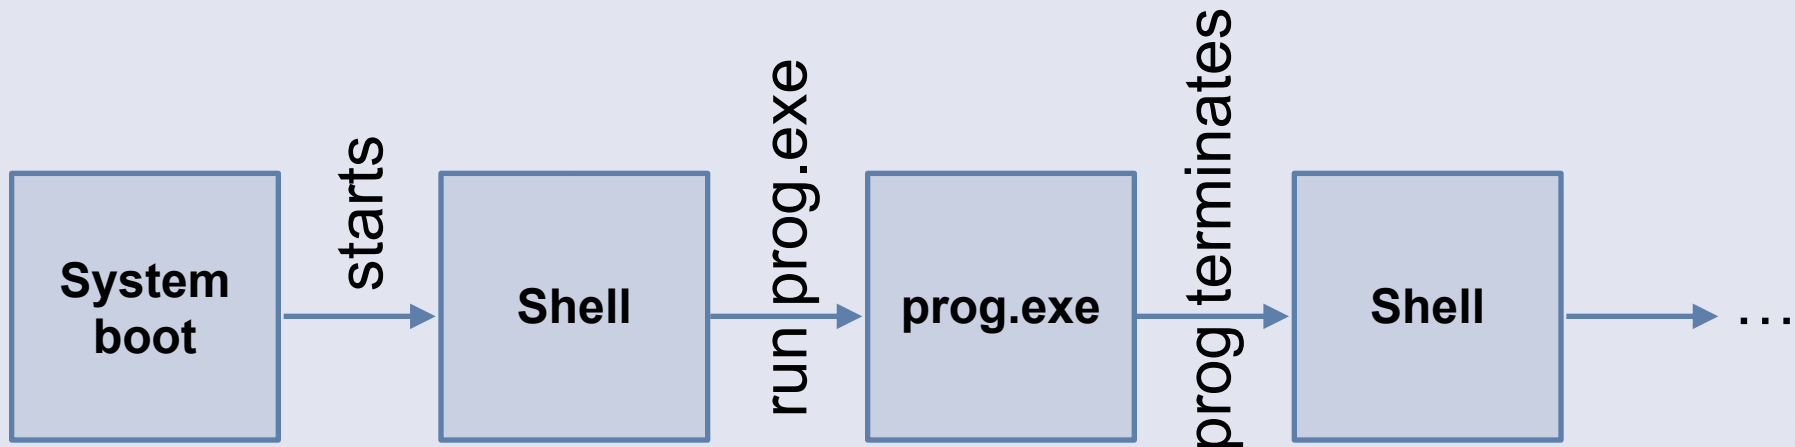 System
boot
starts
Shell
run prog.exe
prog.exe
prog terminates
Shell
...